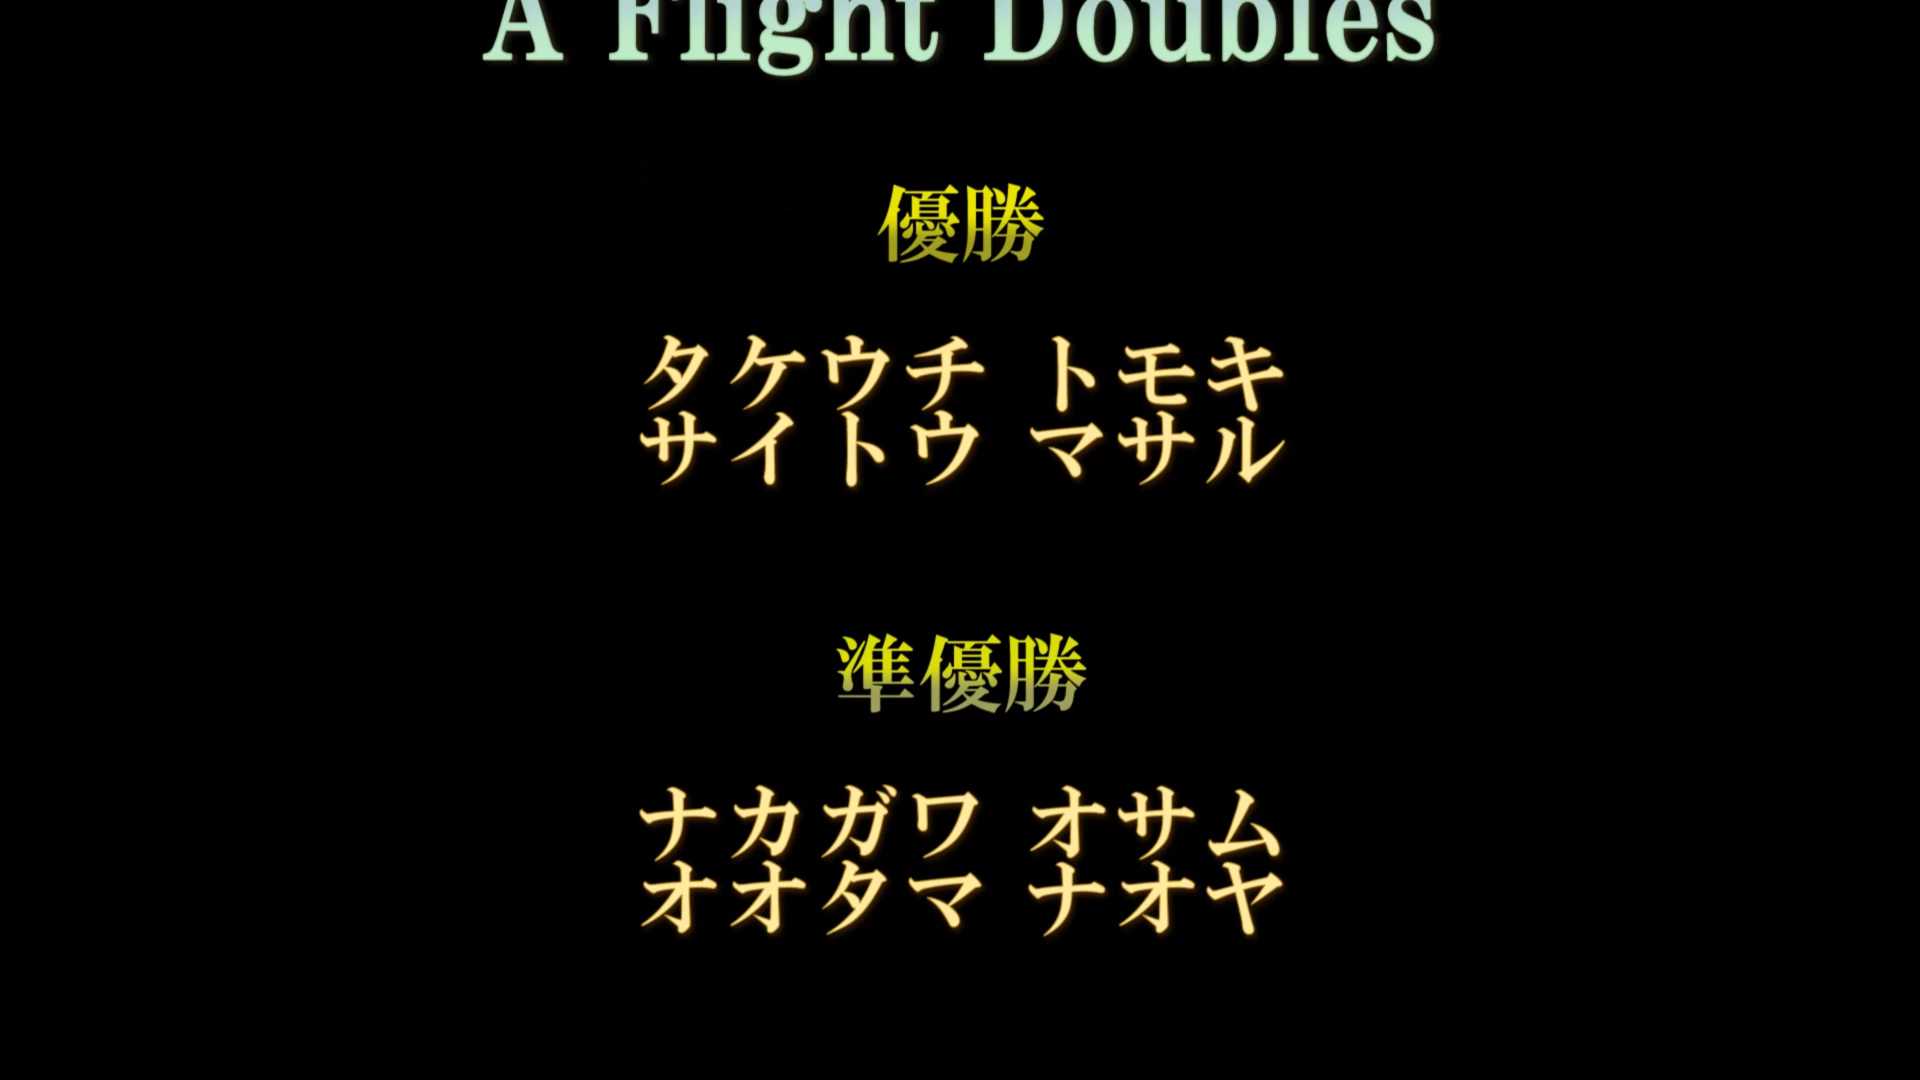 A Flight Doubles
優勝
タケウチ トモキ
サイトウ マサル
準優勝
ナカガワ オサム
オオタマ ナオヤ